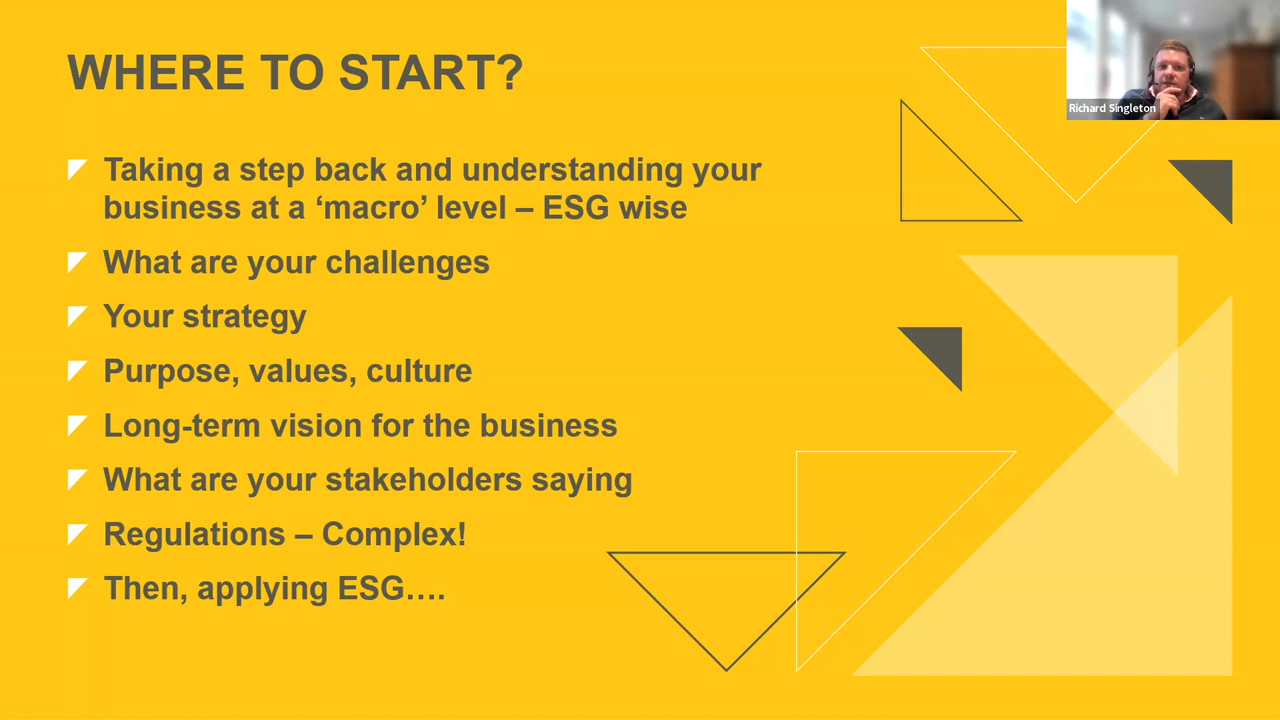 WHERE TO START?
Richard Singleton
Taking a step back and understanding your
business at a ‘macro’ level – ESG wise
What are your challenges
Your strategy
Purpose, values, culture
Long-term vision for the business
What are your stakeholders saying
Regulations – Complex!
Then, applying ESG….